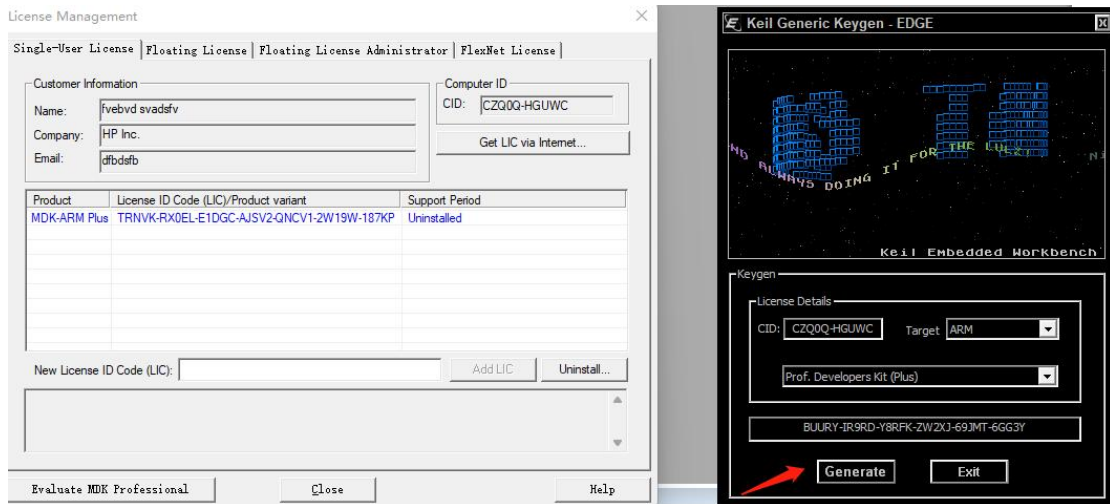 License Management
Single-User License Floating License Floating License Administrator FlexNet License
Customer Information
Name: fvebvd svadsfv
Company: HP Inc.
Email: dfbdsfb
Computer ID
CID: CZQ0Q-HGUWC
Get LIC via Internet...
Product License ID Code (LIC)/Product variant Support Period
MDK-ARM Plus TRNVK-RX0EL-E1DGC-AJSV2-QNCV1-2W19W-187KP Uninstalled
New License ID Code (LIC): Add LIC Uninstall...
Evaluate MDK Professional Close Help
Keil Generic Keygen - EDGE
ALWAYS DOING IT FOR THE
Keil Embedded Workbench
Keygen
License Details
CID: CZQ0Q-HGUWC Target ARM
Prof. Developers Kit (Plus)
BUURY-IR9RD-Y8RFK-ZW2XJ-69JMT-6GG3Y
Generate Exit